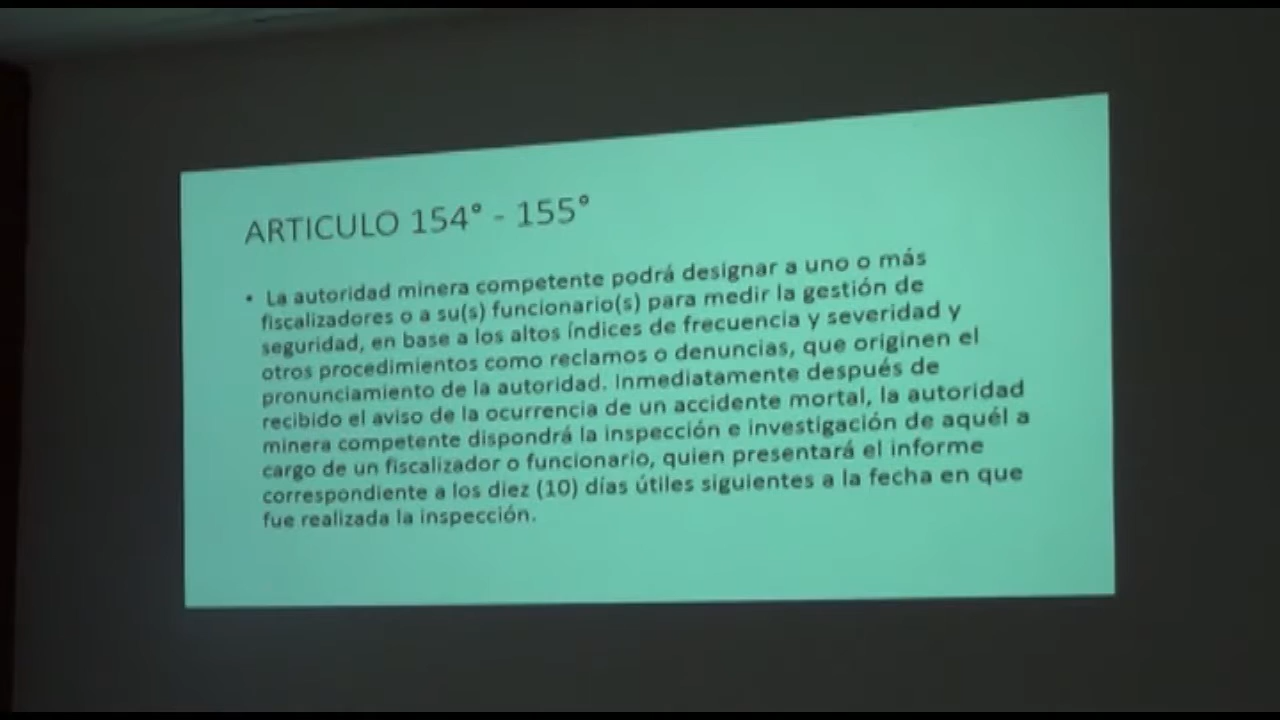 ARTICULO 154° - 155°
• La autoridad minera competente podrá designar a uno o más
fiscalizadores o a su(s) funcionario(s) para medir la gestión de
seguridad, en base a los altos índices de frecuencia y severidad y
otros procedimientos como reclamos o denuncias, que originen el
pronunciamiento de la autoridad. Inmediatamente después de
recibido el aviso de la ocurrencia de un accidente mortal, la autoridad
minera competente dispondrá la inspección e investigación de aquél a
cargo de un fiscalizador o funcionario, quien presentará el informe
correspondiente a los diez (10) días útiles siguientes a la fecha en que
fue realizada la inspección.